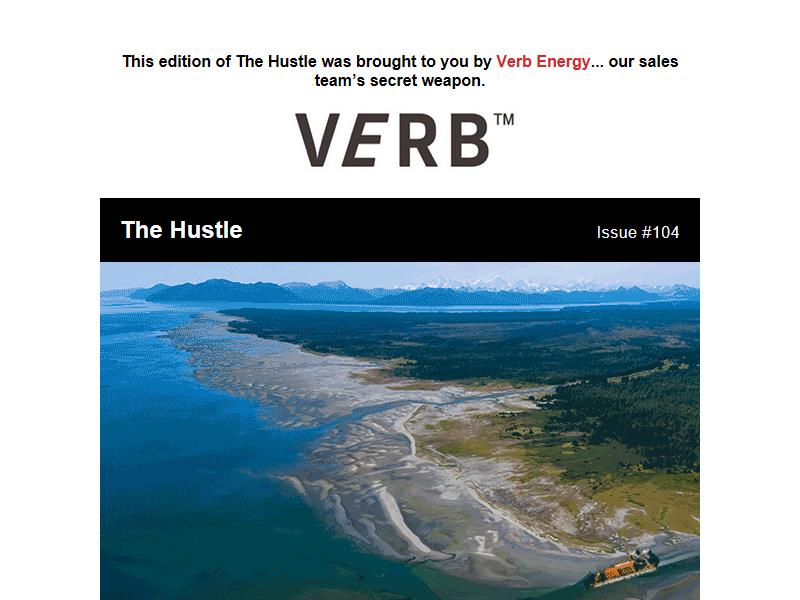 This edition of The Hustle was brought to you by Verb Energy... our sales
team’s secret weapon.
VERB™
The Hustle
Issue #104